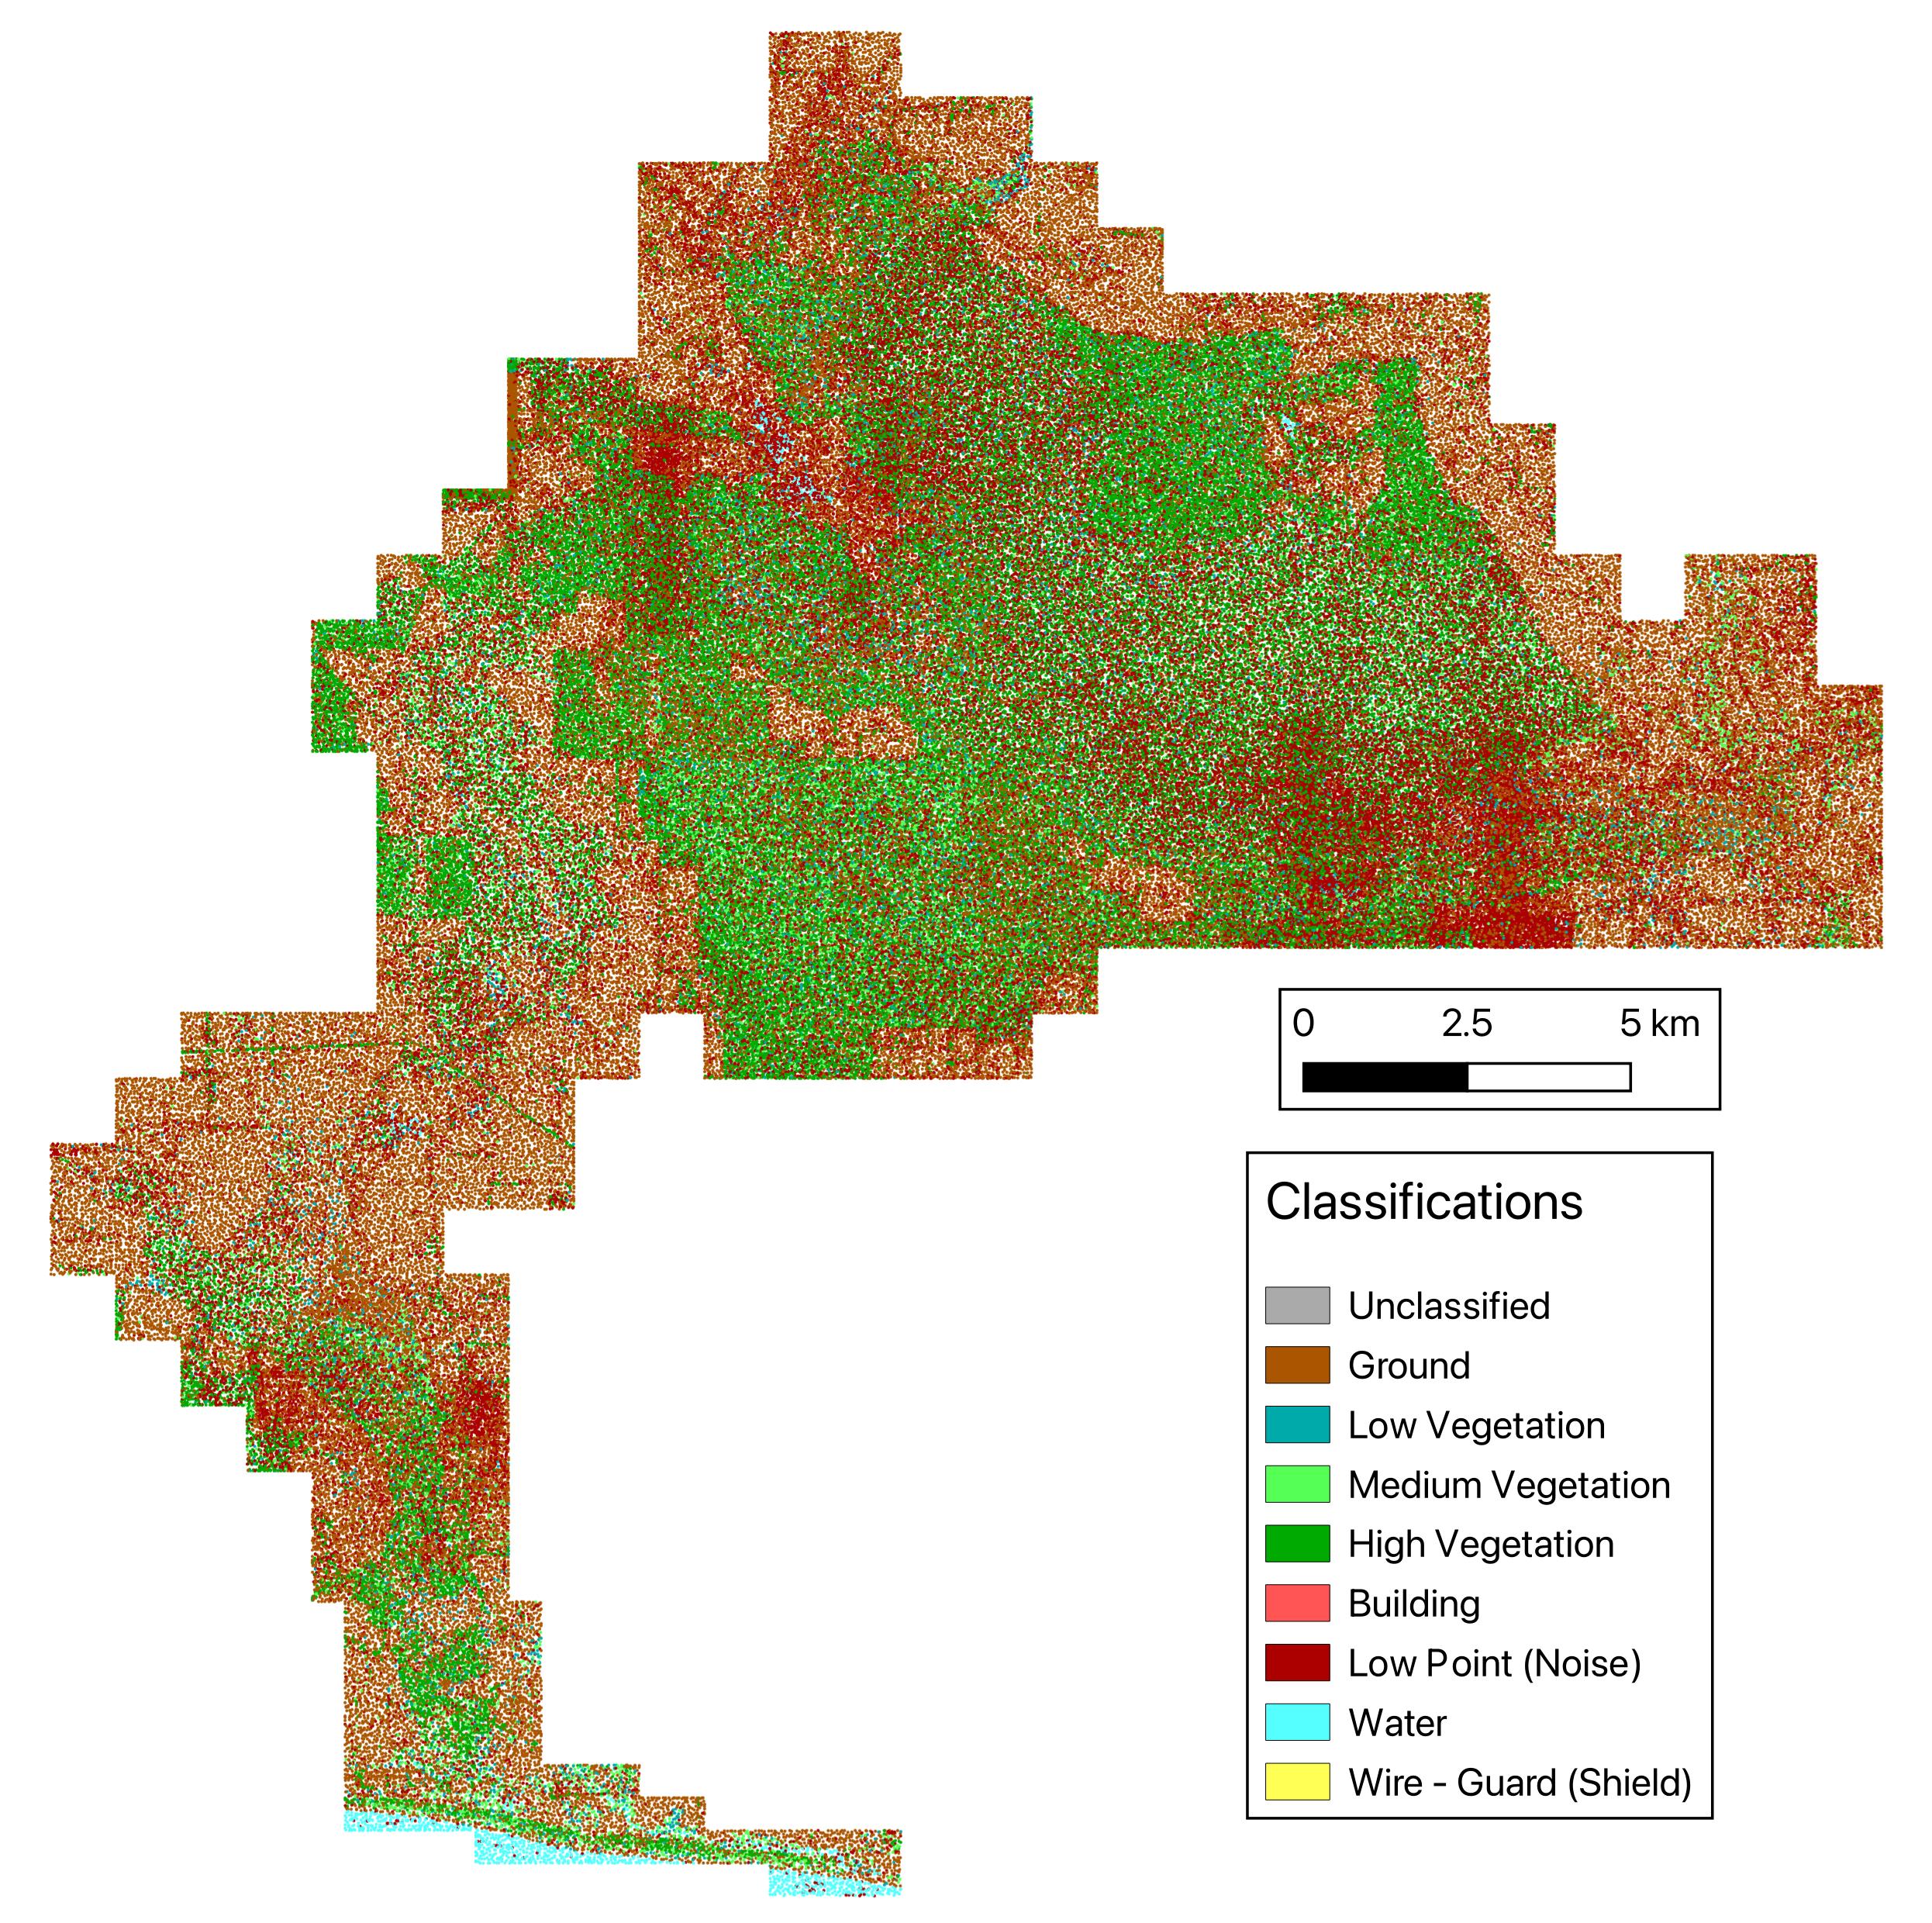 0 2.5 5 km
Classifications
Unclassified
Ground
Low Vegetation
Medium Vegetation
High Vegetation
Building
Low Point (Noise)
Water
Wire - Guard (Shield)